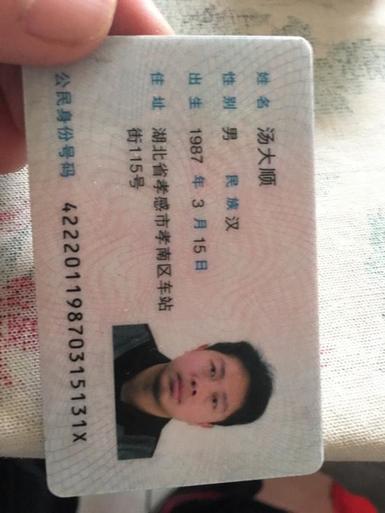 姓名 汤大顺
性别 男 民族 汉
出生 1987 年 3 月 15 日
住址 湖北省孝感市孝南区车站
街115号
公民身份号码 42220119870315131X